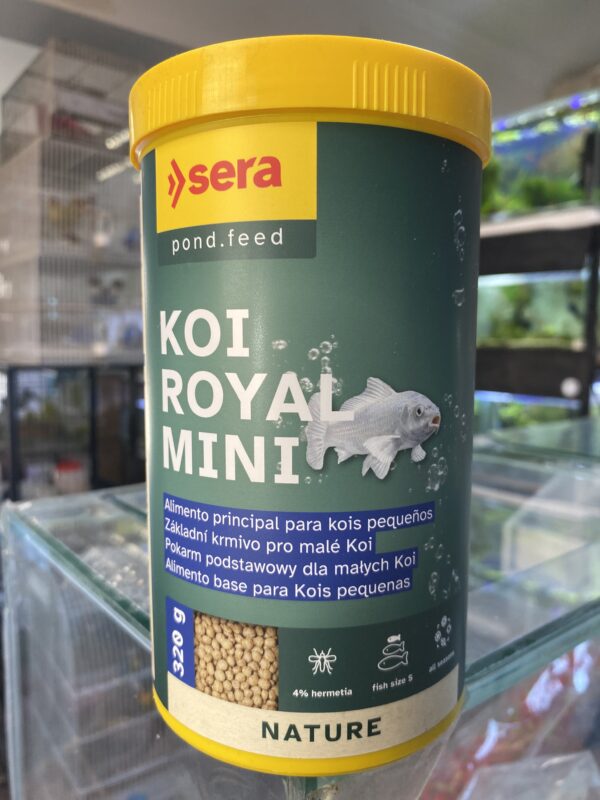 sera
pond.feed
KOI
ROYAL
MINI
Alimento principal para kois pequeños
Základní krmivo pro malé Koi
Pokarm podstawowy dla małych Koi
Alimento base para Kois pequenas
320 g
4% hermetia
fish size S
all seasons
NATURE